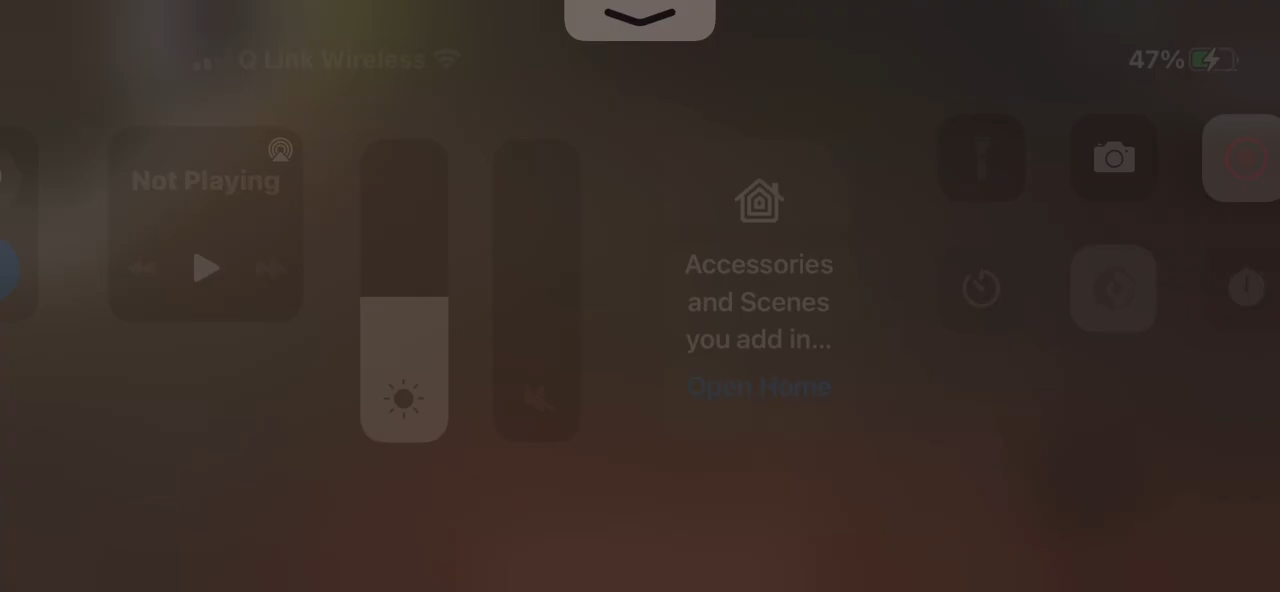 Q Link Wireless
47%
Not Playing
Accessories
and Scenes
you add in...
Open Home